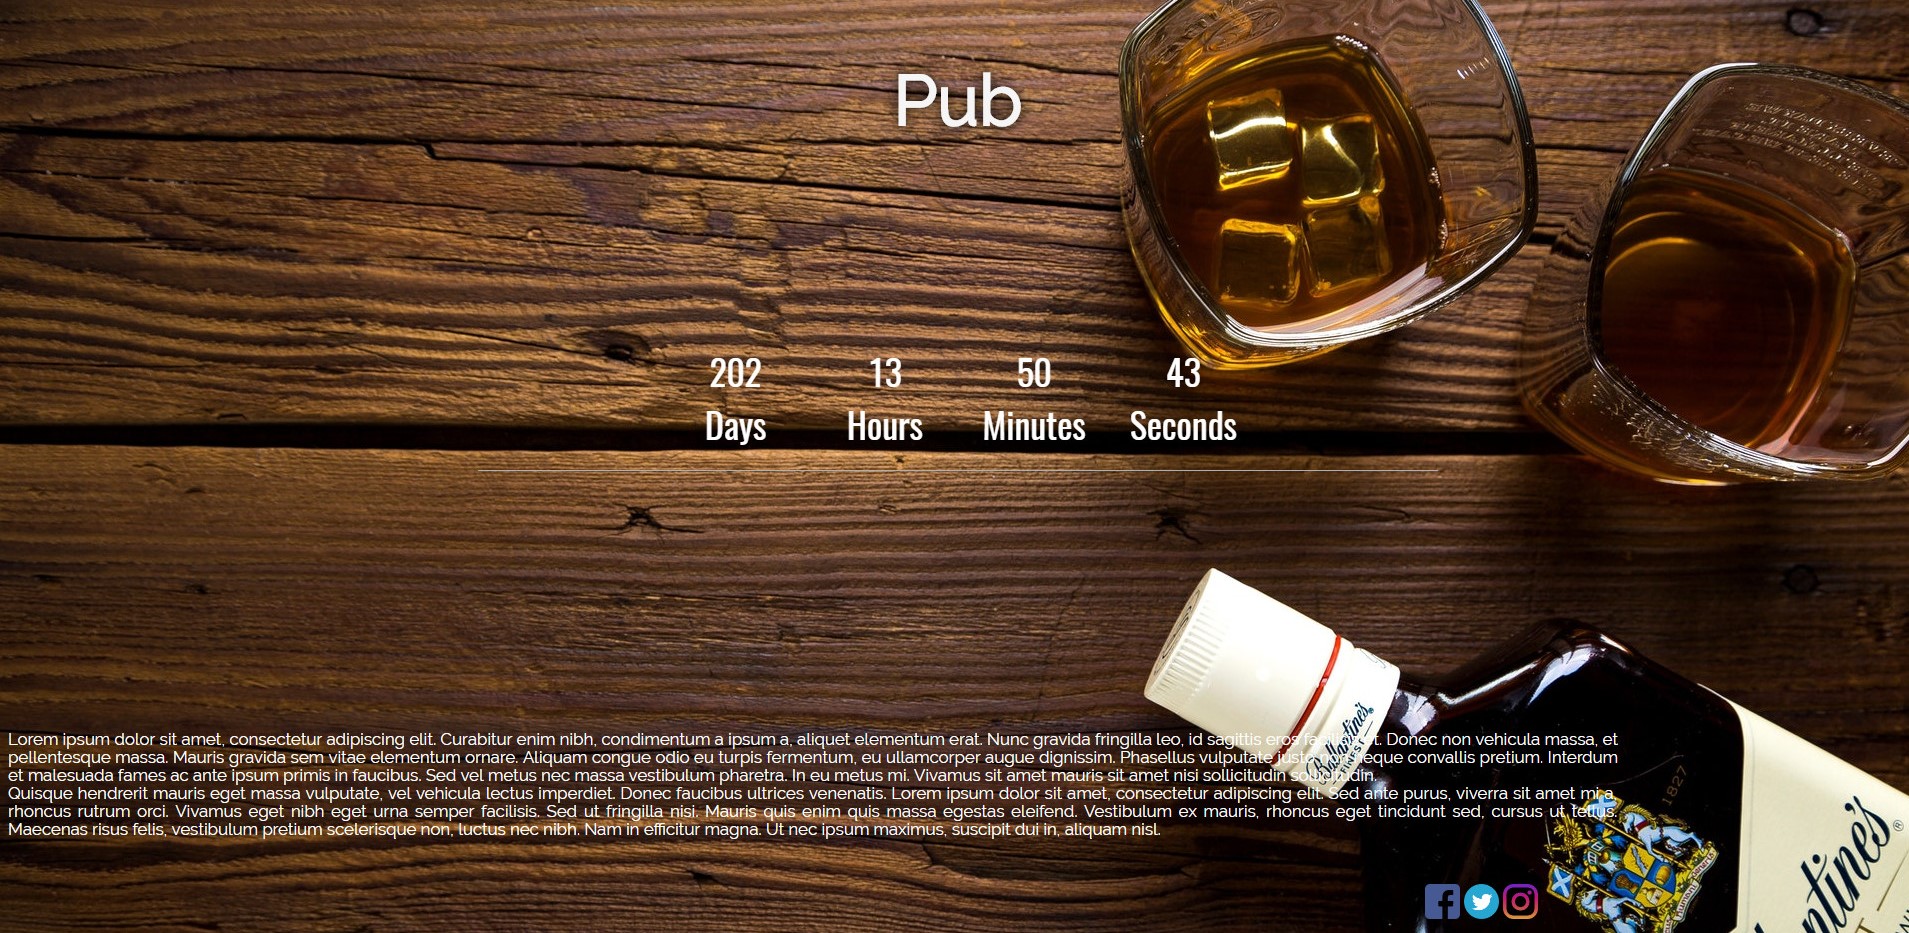 Pub
202 13 50 43
Days Hours Minutes Seconds
Lorem ipsum dolor sit amet, consectetur adipiscing elit. Curabitur enim nibh, condimentum a ipsum a, aliquet elementum erat. Nunc gravida fringilla leo, id sagittis eros facilisis et. Donec non vehicula massa, et
pellentesque massa. Mauris gravida sem vitae elementum ornare. Aliquam congue odio eu turpis fermentum, eu ullamcorper augue dignissim. Phasellus vulputate justo non neque convallis pretium. Interdum
et malesuada fames ac ante ipsum primis in faucibus. Sed vel metus nec massa vestibulum pharetra. In eu metus mi. Vivamus sit amet mauris sit amet nisi sollicitudin sollicitudin.
Quisque hendrerit mauris eget massa vulputate, vel vehicula lectus imperdiet. Donec faucibus ultrices venenatis. Lorem ipsum dolor sit amet, consectetur adipiscing elit. Sed ante purus, viverra sit amet mi a,
rhoncus rutrum orci. Vivamus eget nibh eget urna semper facilisis. Sed ut fringilla nisi. Mauris quis enim quis massa egestas eleifend. Vestibulum ex mauris, rhoncus eget tincidunt sed, cursus ut tellus.
Maecenas risus felis, vestibulum pretium scelerisque non, luctus nec nibh. Nam in efficitur magna. Ut nec ipsum maximus, suscipit dui in, aliquam nisl.
1827